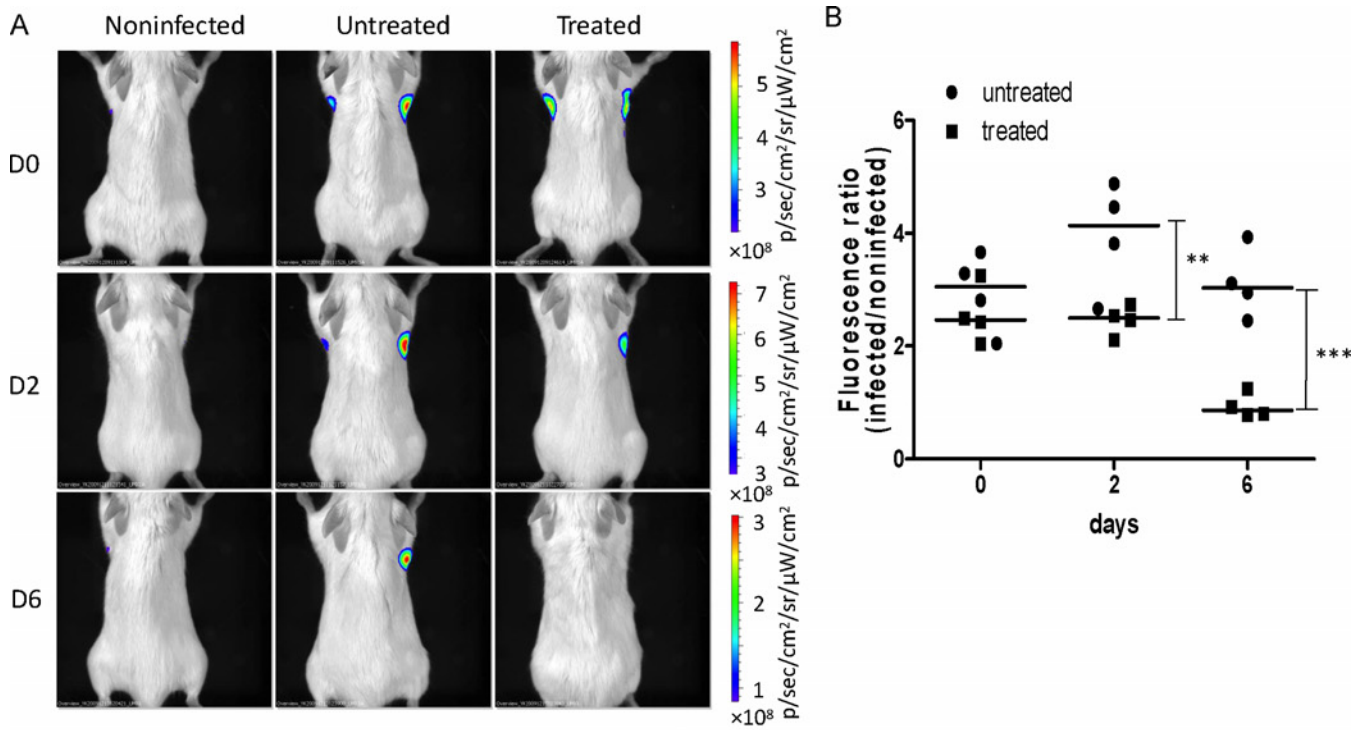 A
Noninfected Untreated Treated
D0
D2
D6
5
4
3
×10⁸
p/sec/cm²/sr/µW/cm²
7
6
5
4
3
×10⁸
p/sec/cm²/sr/µW/cm²
3
2
1
×10⁸
p/sec/cm²/sr/µW/cm²
B
untreated
treated
Fluorescence ratio
(infected/noninfected)
6
4
2
0
**
***
0 2 6
days